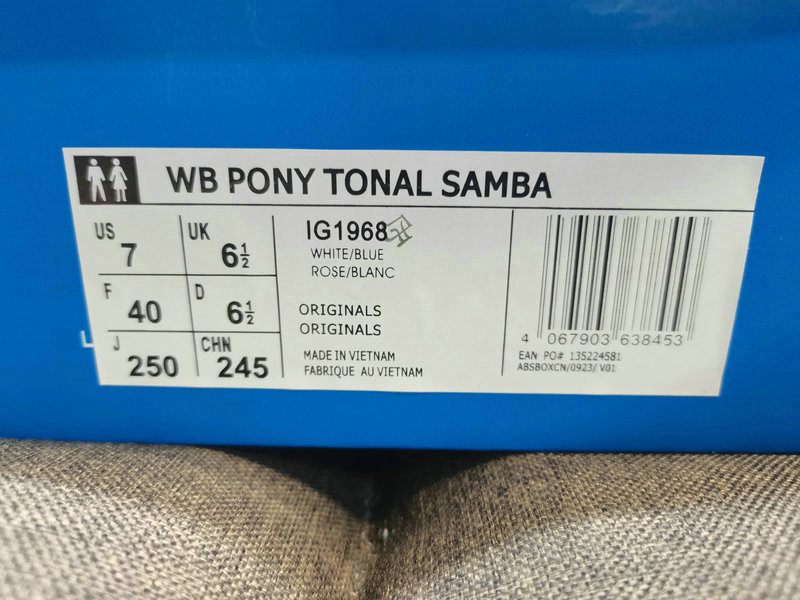 WB PONY TONAL SAMBA
US 7
UK 6½
F 40
D 6½
J 250
CHN 245
IG1968
WHITE/BLUE
ROSE/BLANC
ORIGINALS
ORIGINALS
MADE IN VIETNAM
FABRIQUE AU VIETNAM
4 067903 638453
EAN PO# 135224581
ABSBOXCN/0923/ V01